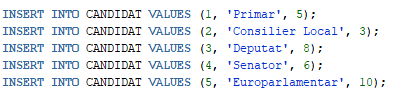 INSERT INTO CANDIDAT VALUES (1, 'Primar', 5);
INSERT INTO CANDIDAT VALUES (2, 'Consilier Local', 3);
INSERT INTO CANDIDAT VALUES (3, 'Deputat', 8);
INSERT INTO CANDIDAT VALUES (4, 'Senator', 6);
INSERT INTO CANDIDAT VALUES (5, 'Europarlamentar', 10);